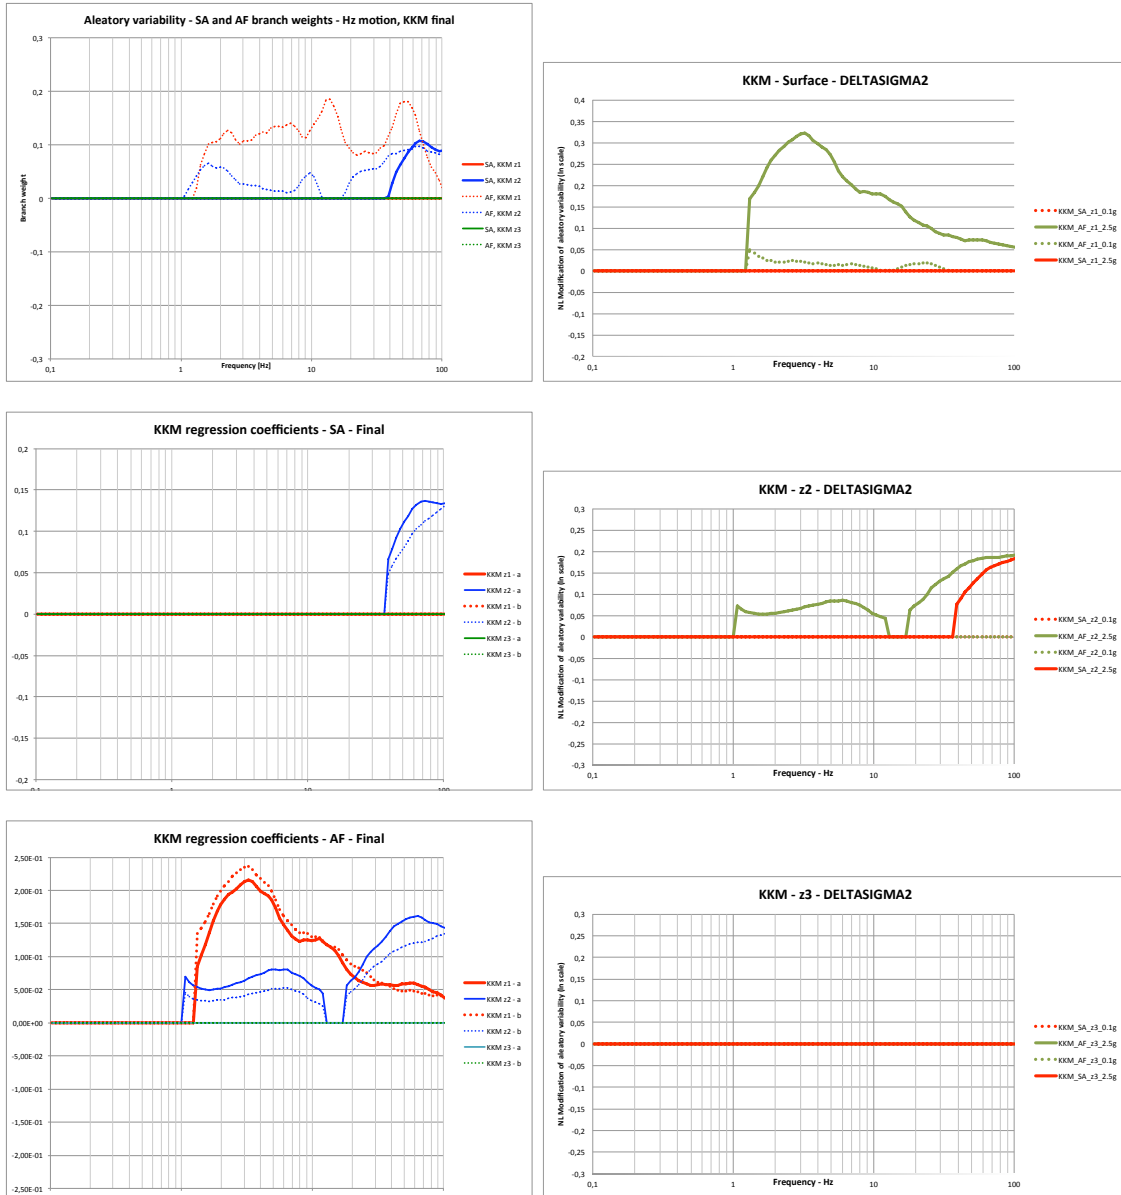 Aleatory variability - SA and AF branch weights - Hz motion, KKM final
Branch weight
0,3
0,2
0,1
0
-0,1
-0,2
-0,3
0,1
1
10
100
Frequency [Hz]
SA, KKM z1
SA, KKM z2
AF, KKM z1
AF, KKM z2
SA, KKM z3
AF, KKM z3
KKM - Surface - DELTASIGMA2
NL Modification of aleatory variability (ln scale)
0,4
0,35
0,3
0,25
0,2
0,15
0,1
0,05
0
-0,05
-0,1
-0,15
-0,2
0,1
1
10
100
Frequency - Hz
KKM_SA_z1_0.1g
KKM_AF_z1_2.5g
KKM_AF_z1_0.1g
KKM_SA_z1_2.5g
KKM regression coefficients - SA - Final
0,2
0,15
0,1
0,05
0
-0,05
-0,1
-0,15
-0,2
0,1
1
10
100
KKM z1 - a
KKM z2 - a
KKM z1 - b
KKM z2 - b
KKM z3 - a
KKM z3 - b
KKM - z2 - DELTASIGMA2
NL Modification of aleatory variability (ln scale)
0,3
0,25
0,2
0,15
0,1
0,05
0
-0,05
-0,1
-0,15
-0,2
-0,25
-0,3
0,1
1
10
100
Frequency - Hz
KKM_SA_z2_0.1g
KKM_AF_z2_2.5g
KKM_AF_z2_0.1g
KKM_SA_z2_2.5g
KKM regression coefficients - AF - Final
2,50E-01
2,00E-01
1,50E-01
1,00E-01
5,00E-02
0,00E+00
-5,00E-02
-1,00E-01
-1,50E-01
-2,00E-01
-2,50E-01
KKM z1 - a
KKM z2 - a
KKM z1 - b
KKM z2 - b
KKM z3 - a
KKM z3 - b
KKM - z3 - DELTASIGMA2
NL Modification of aleatory variability (ln scale)
0,3
0,25
0,2
0,15
0,1
0,05
0
-0,05
-0,1
-0,15
-0,2
-0,25
-0,3
0,1
1
10
100
Frequency - Hz
KKM_SA_z3_0.1g
KKM_AF_z3_2.5g
KKM_AF_z3_0.1g
KKM_SA_z3_2.5g